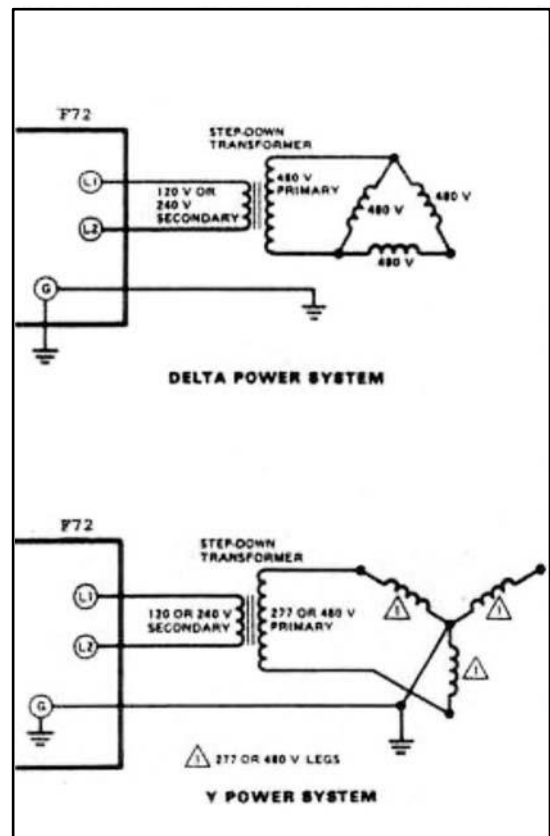 F72
STEP-DOWN
TRANSFORMER
L1
120 V OR
240 V
SECONDARY
480 V
PRIMARY
480 V
480 V
L2
480 V
G
DELTA POWER SYSTEM
F72
STEP-DOWN
TRANSFORMER
L1
120 OR 240 V
SECONDARY
277 OR 480 V
PRIMARY
1
1
L2
1
G
1 277 OR 480 V LEGS
Y POWER SYSTEM